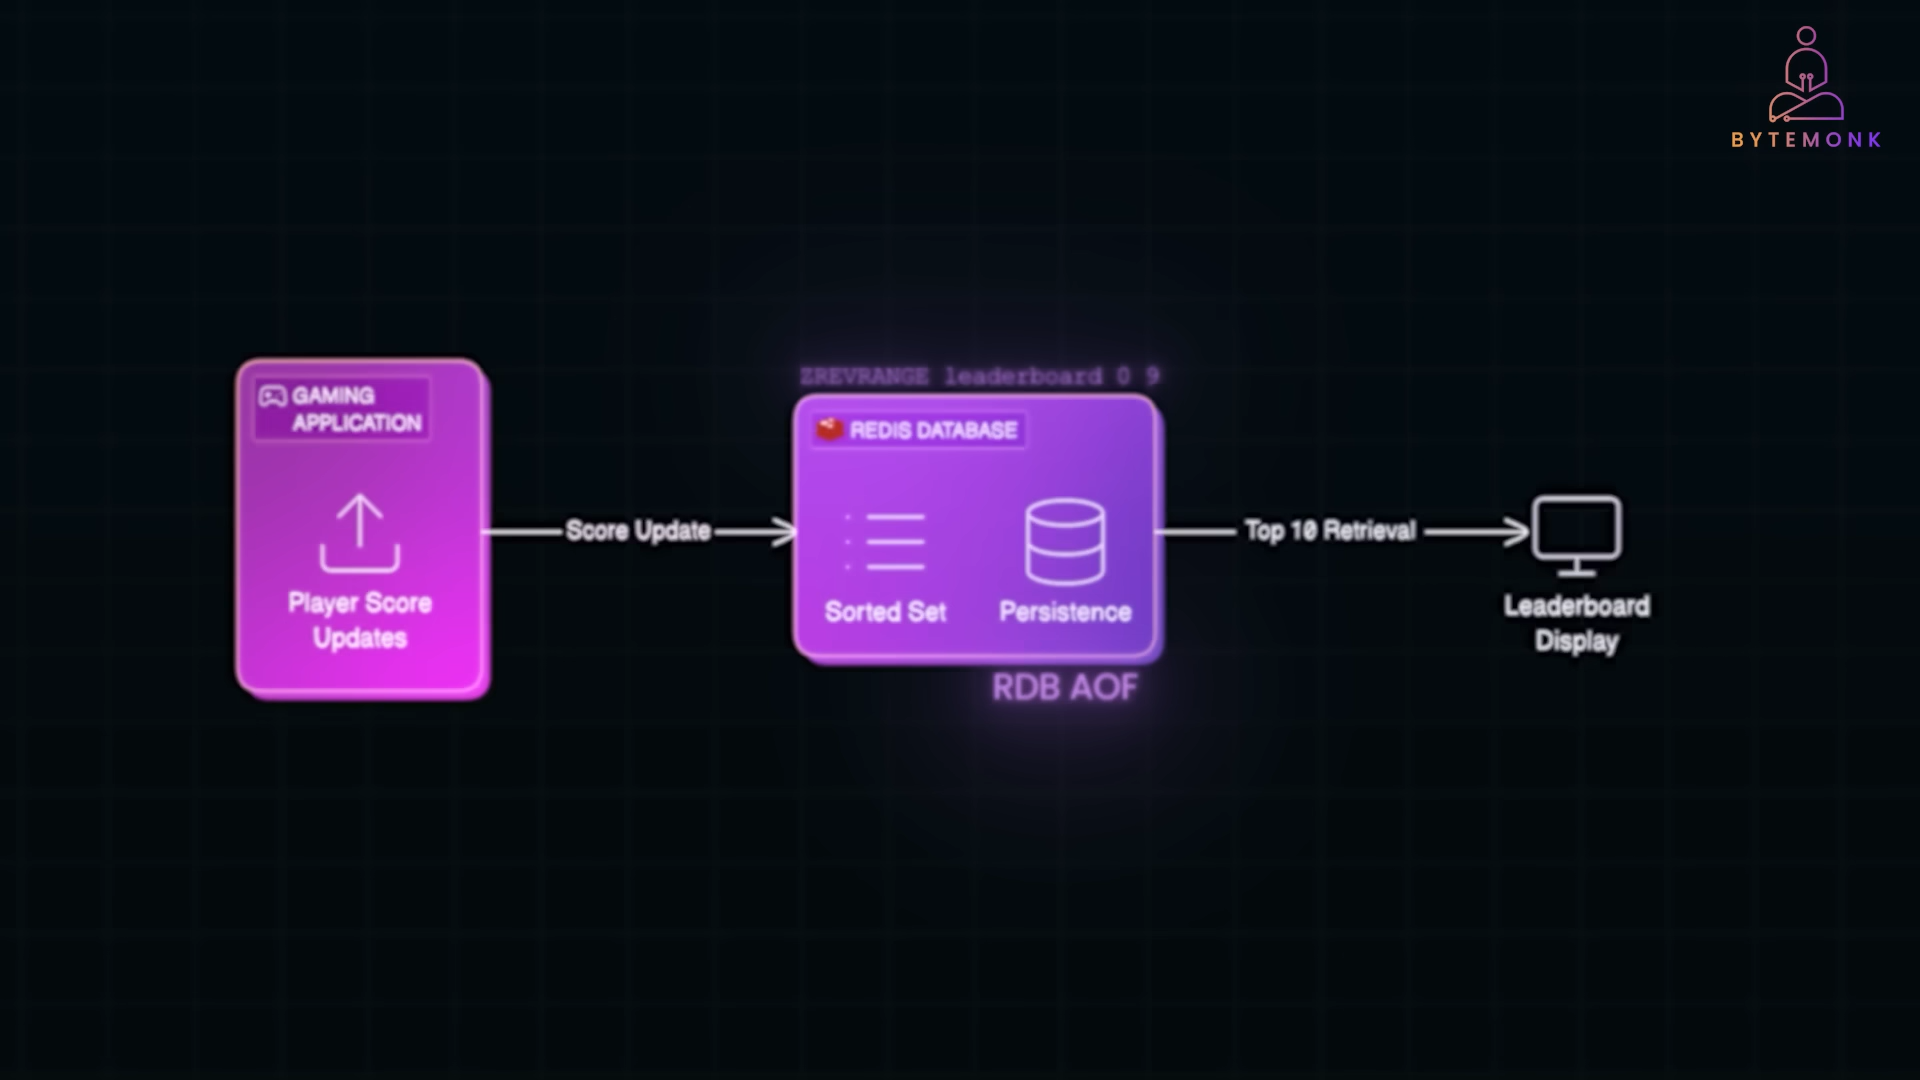 BYTEMONK
GAMING
APPLICATION
Player Score
Updates
Score Update
ZREVRANGE leaderboard 0 9
REDIS DATABASE
Sorted Set
Persistence
RDB AOF
Top 10 Retrieval
Leaderboard
Display